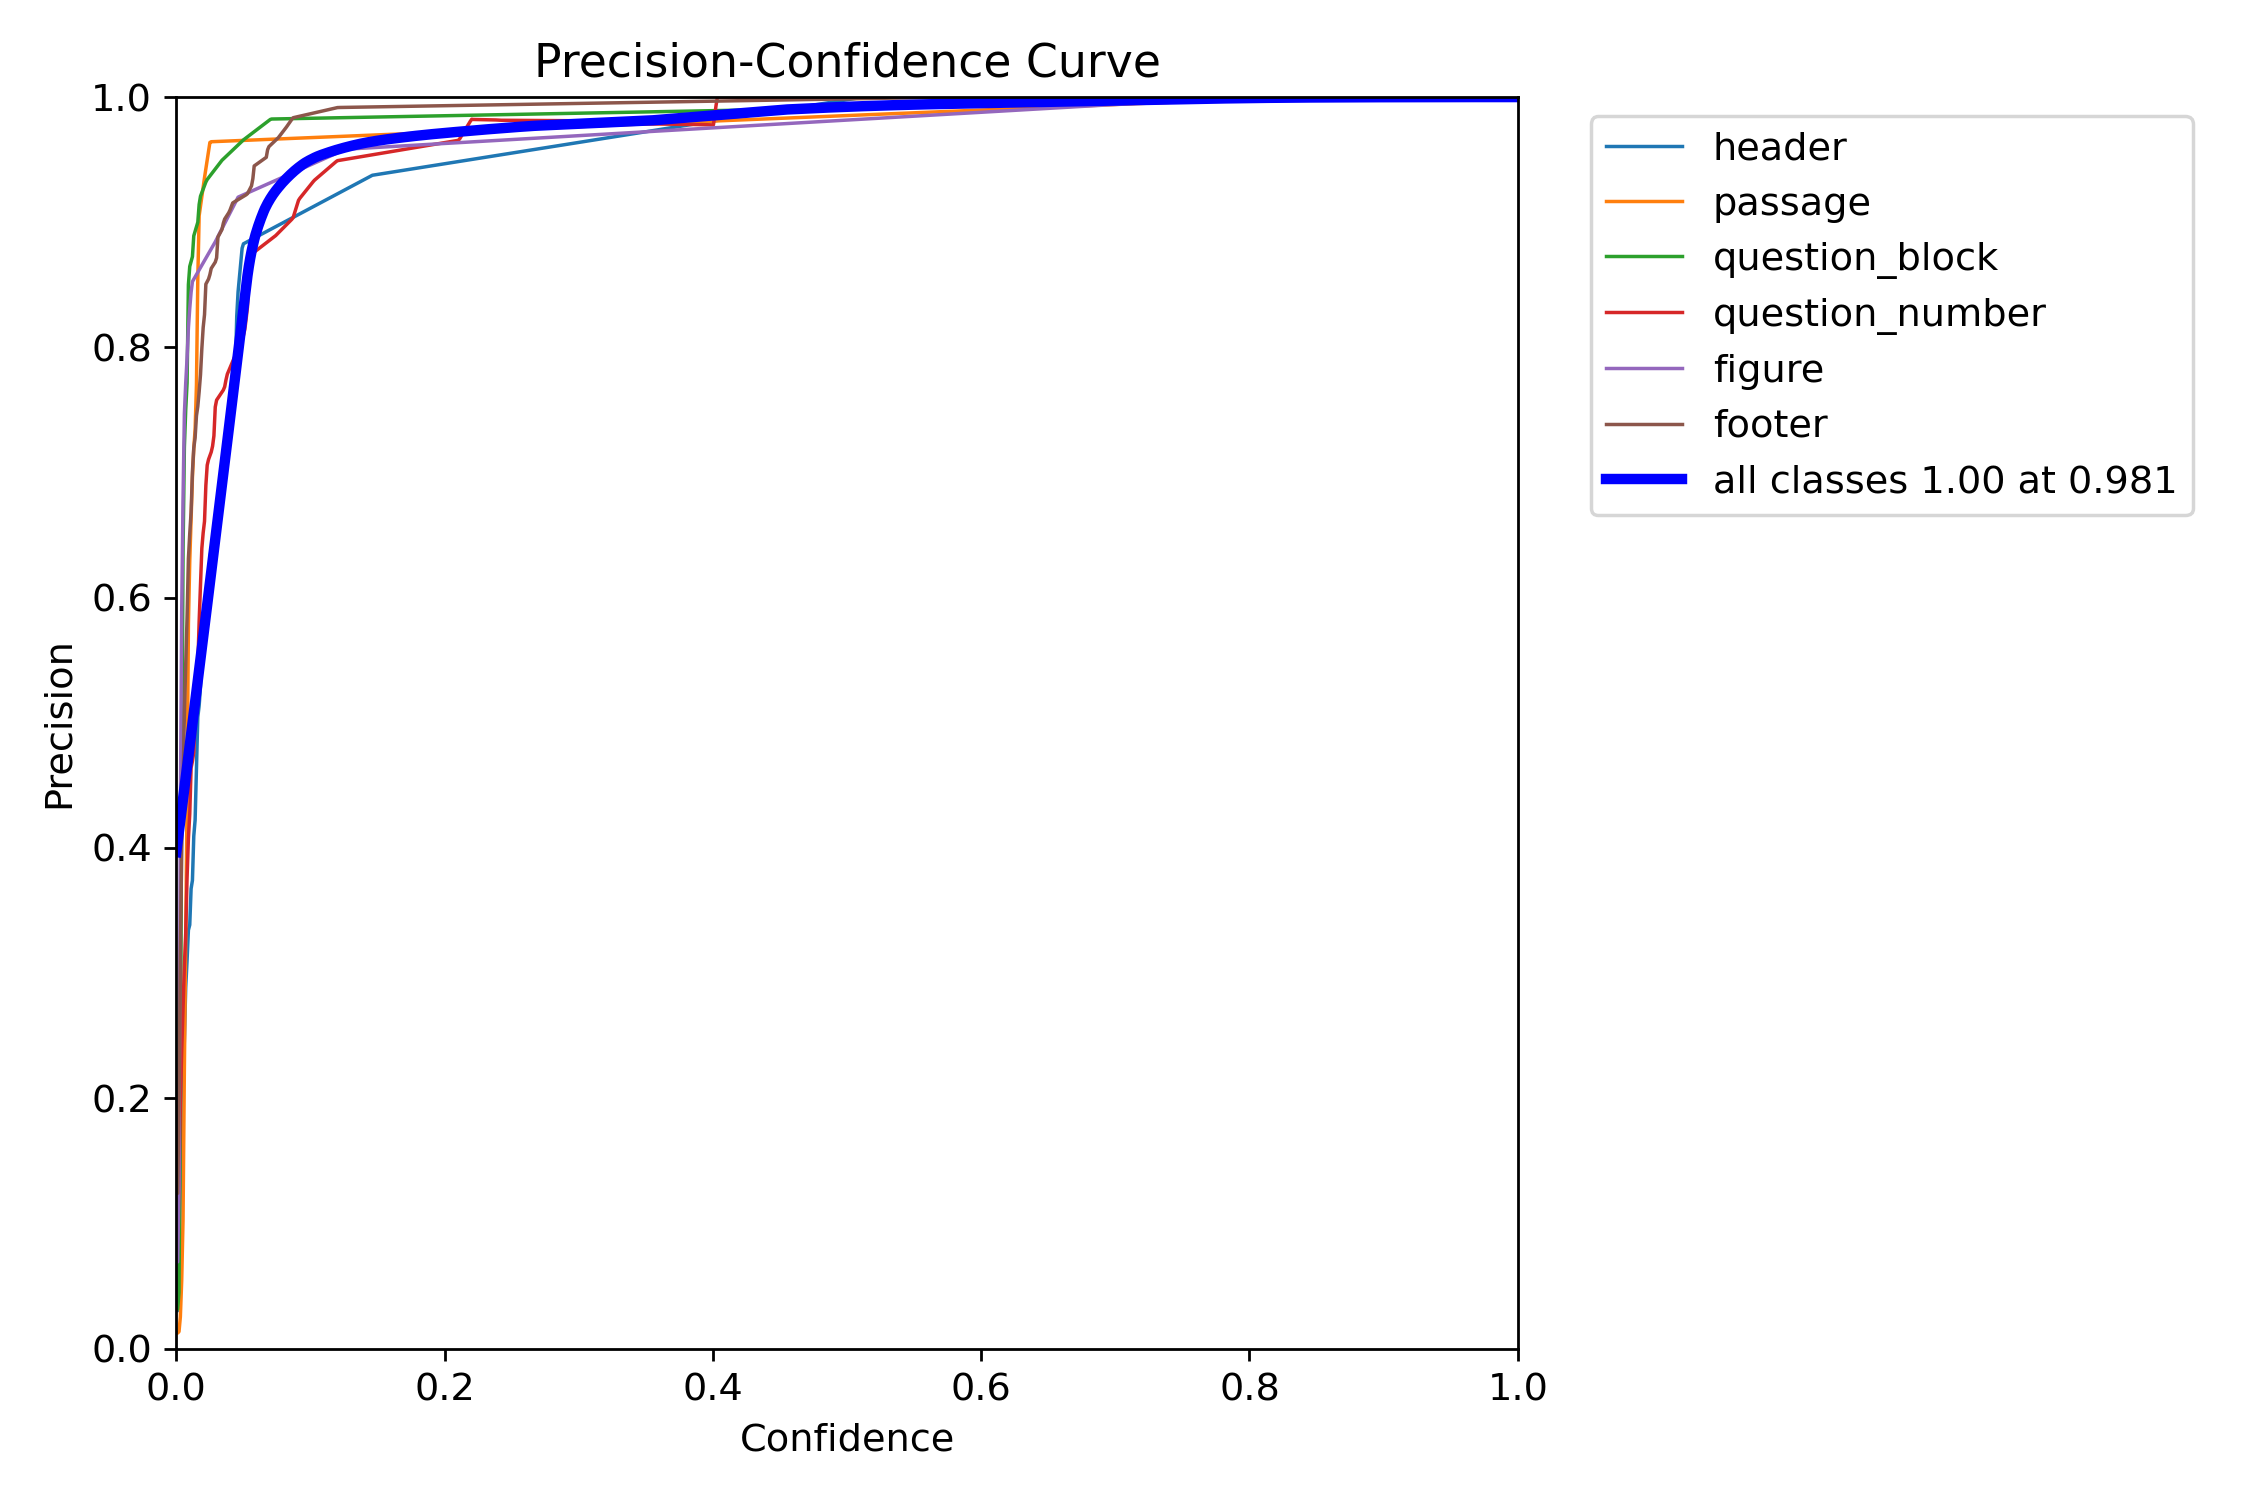 Precision-Confidence Curve
1.0
0.8
0.6
0.4
0.2
0.0
Precision
0.0 0.2 0.4 0.6 0.8 1.0
Confidence
header
passage
question_block
question_number
figure
footer
all classes 1.00 at 0.981